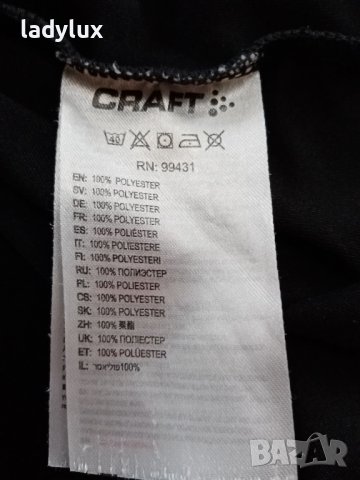 ladylux
CRAFT
40
RN: 99431
EN: 100% POLYESTER
SV: 100% POLYESTER
DE: 100% POLYESTER
FR: 100% POLYESTER
ES: 100% POLIÉSTER
IT: 100% POLIESTERE
FI: 100% POLYESTERI
RU: 100% ПОЛИЭСТЕР
PL: 100% POLIESTER
CS: 100% POLYESTER
SK: 100% POLYESTER
ZH: 100% 聚酯
UK: 100% ПОЛІЕСТЕР
ET: 100% POLÜESTER
IL: 100% פוליאסטר
BAZAR